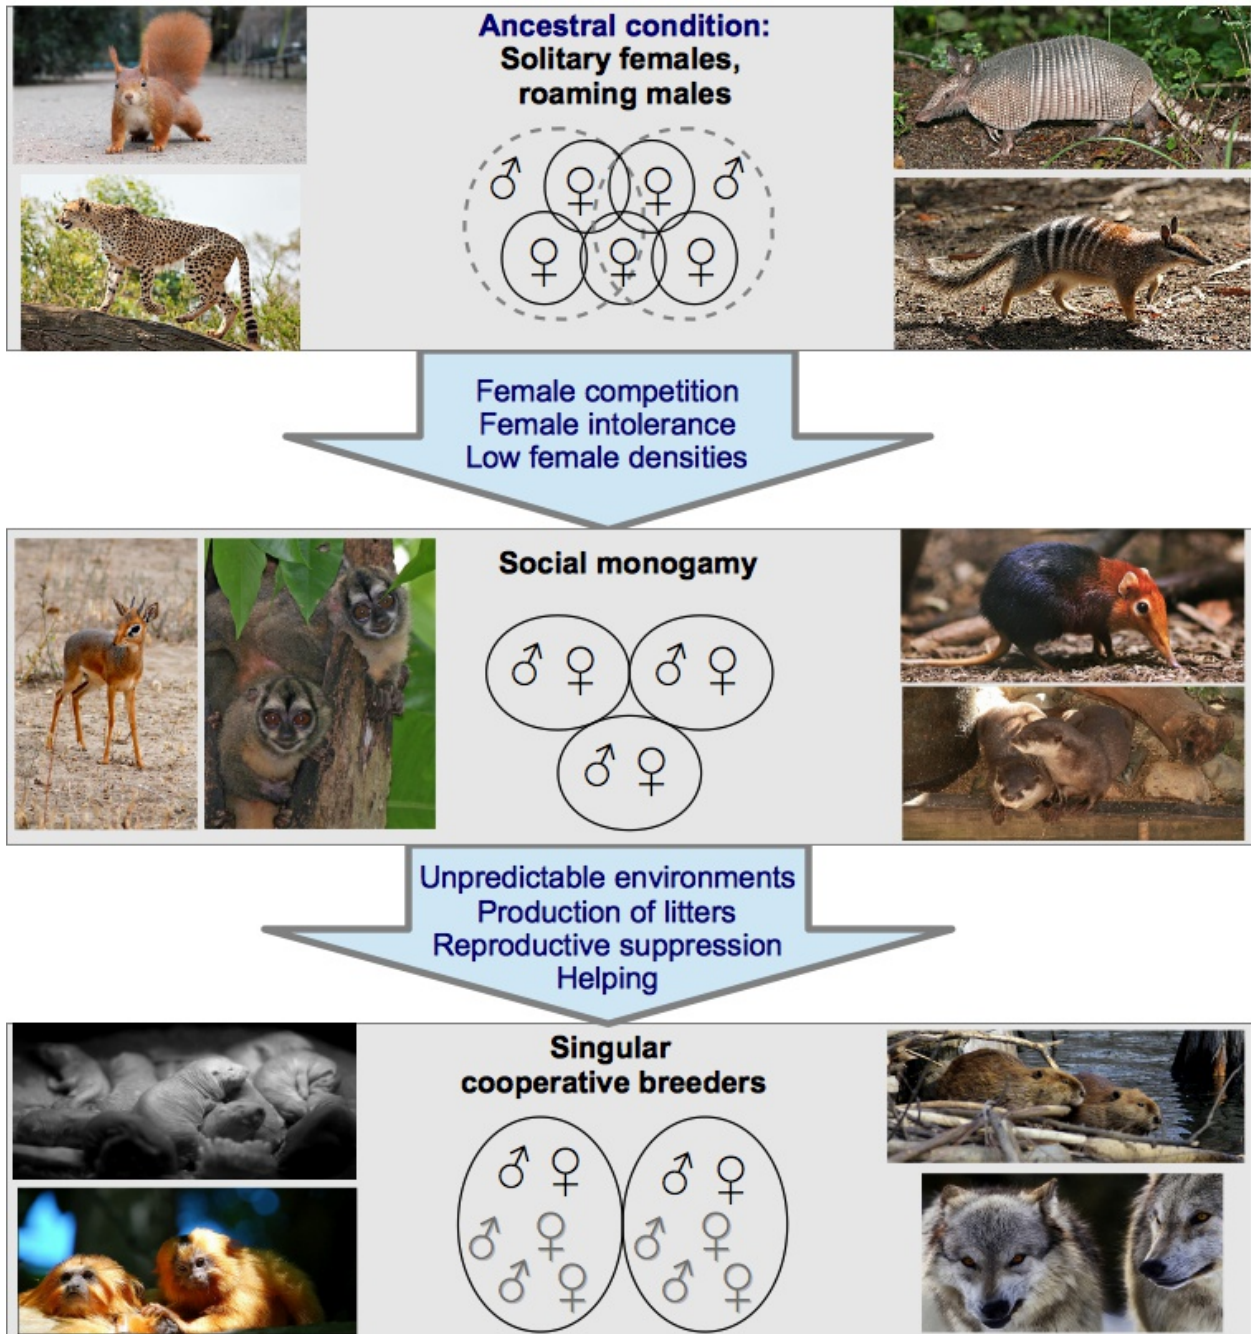 Ancestral condition:
Solitary females,
roaming males
♂ ♀ ♀ ♂
♀ ♀ ♀
Female competition
Female intolerance
Low female densities
Social monogamy
♂ ♀ ♂ ♀
♂ ♀
Unpredictable environments
Production of litters
Reproductive suppression
Helping
Singular
cooperative breeders
♂ ♀ ♂ ♀
♂ ♀ ♂ ♀
♂ ♀ ♂ ♀